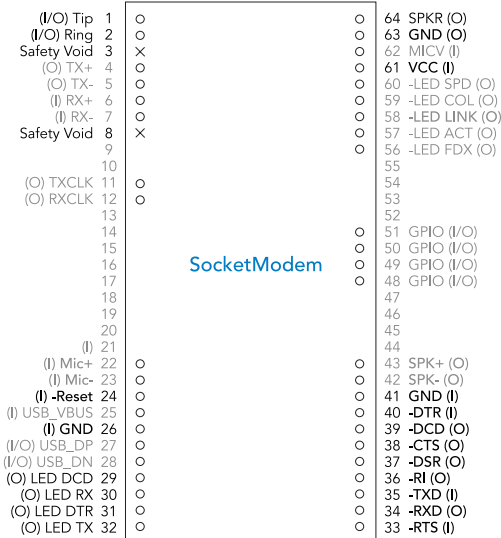 (I/O) Tip 1 64 SPKR (O)
(I/O) Ring 2 63 GND (O)
Safety Void 3 62 MICV (I)
(O) TX+ 4 61 VCC (I)
(O) TX- 5 60 -LED SPD (O)
(I) RX+ 6 59 -LED COL (O)
(I) RX- 7 58 -LED LINK (O)
Safety Void 8 57 -LED ACT (O)
9 56 -LED FDX (O)
10 55
(O) TXCLK 11 54
(O) RXCLK 12 53
13 52
14 51 GPIO (I/O)
15 50 GPIO (I/O)
16 SocketModem 49 GPIO (I/O)
17 48 GPIO (I/O)
18 47
19 46
20 45
(I) 21 44
(I) Mic+ 22 43 SPK+ (O)
(I) Mic- 23 42 SPK- (O)
(I) -Reset 24 41 GND (I)
(I) USB_VBUS 25 40 -DTR (I)
(I) GND 26 39 -DCD (O)
(I/O) USB_DP 27 38 -CTS (O)
(I/O) USB_DN 28 37 -DSR (O)
(O) LED DCD 29 36 -RI (O)
(O) LED RX 30 35 -TXD (I)
(O) LED DTR 31 34 -RXD (O)
(O) LED TX 32 33 -RTS (I)